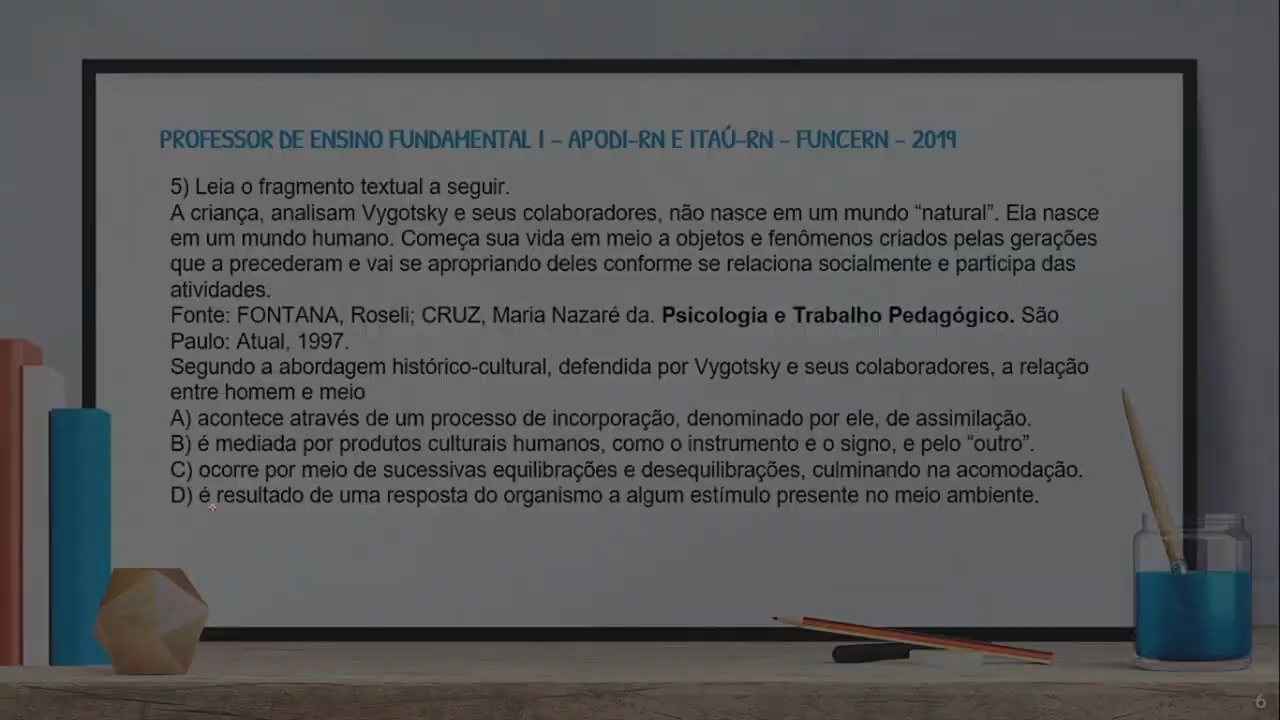 PROFESSOR DE ENSINO FUNDAMENTAL I – APODI-RN E ITAÚ-RN – FUNCERN – 2019
5) Leia o fragmento textual a seguir.
A criança, analisam Vygotsky e seus colaboradores, não nasce em um mundo “natural”. Ela nasce
em um mundo humano. Começa sua vida em meio a objetos e fenômenos criados pelas gerações
que a precederam e vai se apropriando deles conforme se relaciona socialmente e participa das
atividades.
Fonte: FONTANA, Roseli; CRUZ, Maria Nazaré da. Psicologia e Trabalho Pedagógico. São
Paulo: Atual, 1997.
Segundo a abordagem histórico-cultural, defendida por Vygotsky e seus colaboradores, a relação
entre homem e meio
A) acontece através de um processo de incorporação, denominado por ele, de assimilação.
B) é mediada por produtos culturais humanos, como o instrumento e o signo, e pelo “outro”.
C) ocorre por meio de sucessivas equilibrações e desequilibrações, culminando na acomodação.
D) é resultado de uma resposta do organismo a algum estímulo presente no meio ambiente.
6